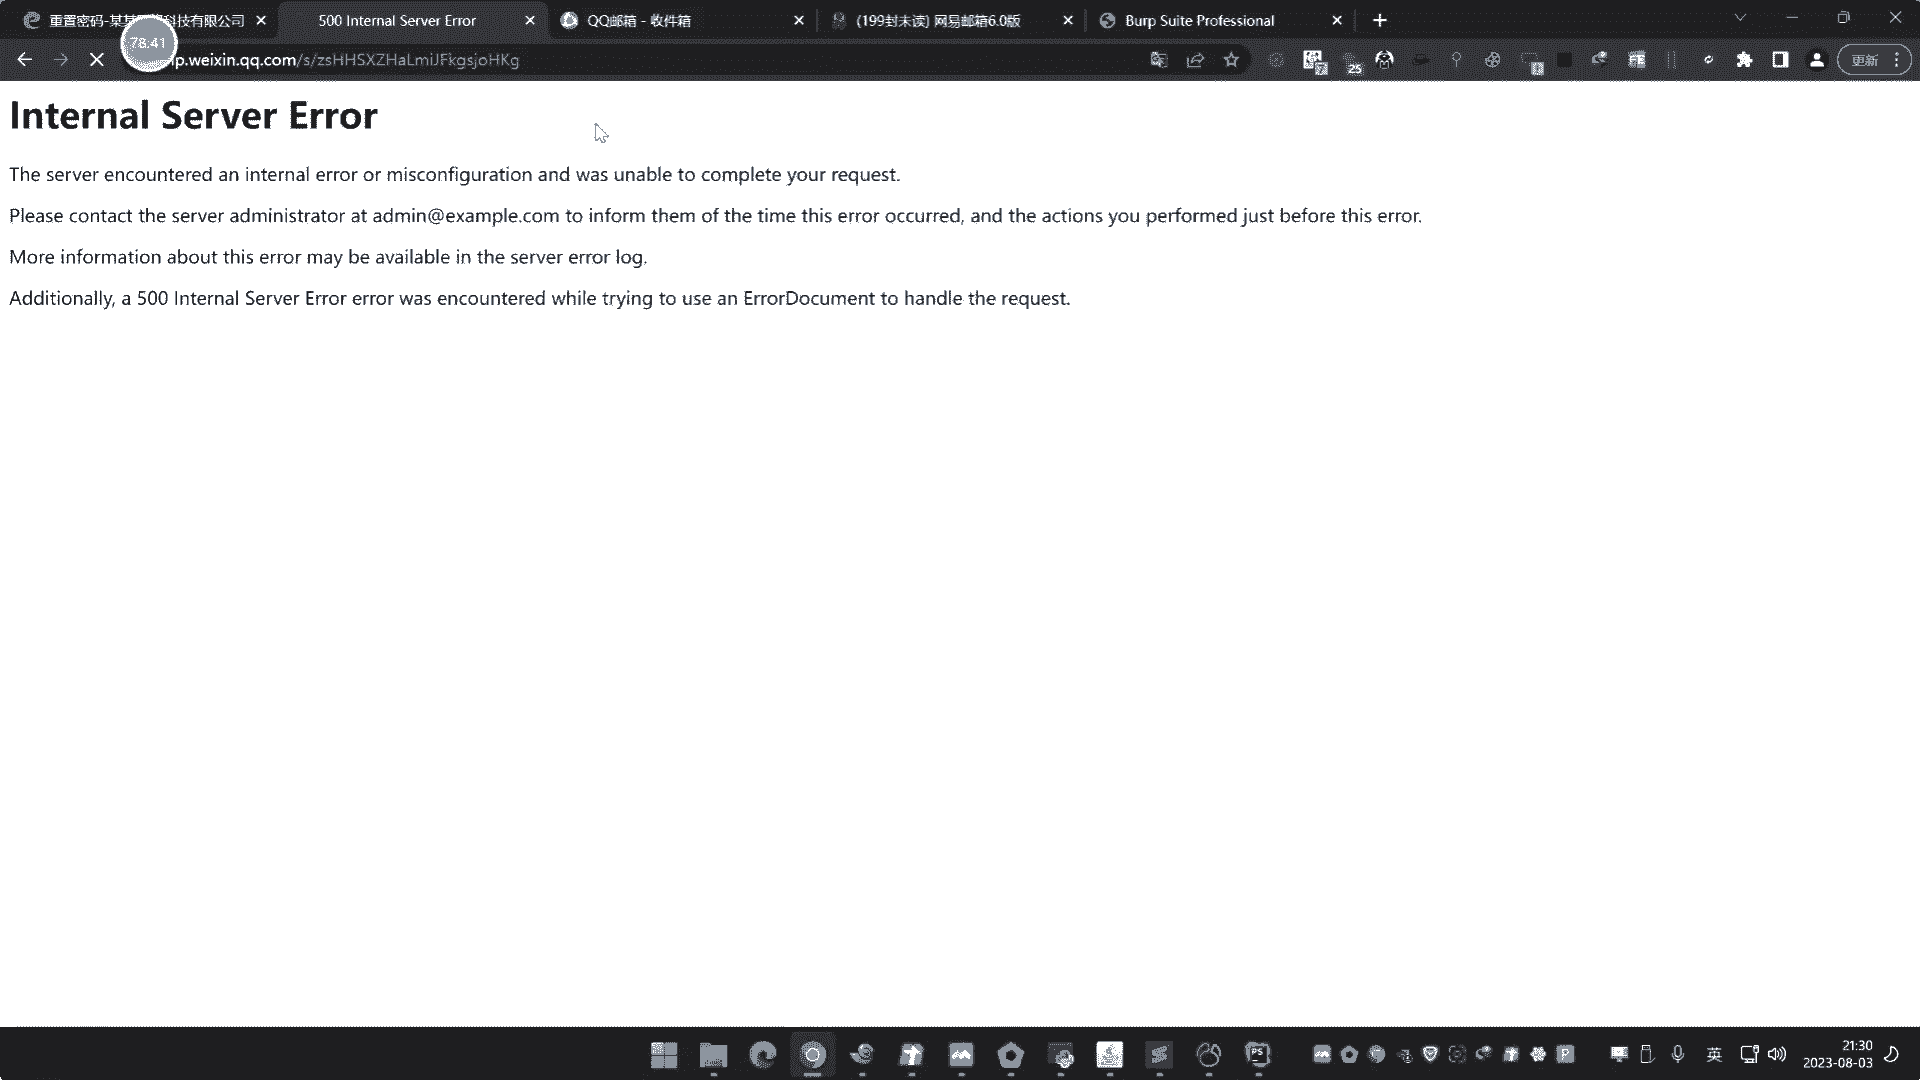 重置密码-某某 科技有限公司
500 Internal Server Error
QQ邮箱 - 收件箱
(199封未读) 网易邮箱6.0版
Burp Suite Professional
78:41
p.weixin.qq.com/s/zsHHSXZHaLmiJFkgsjoHKg
25
更新
Internal Server Error
The server encountered an internal error or misconfiguration and was unable to complete your request.
Please contact the server administrator at admin@example.com to inform them of the time this error occurred, and the actions you performed just before this error.
More information about this error may be available in the server error log.
Additionally, a 500 Internal Server Error error was encountered while trying to use an ErrorDocument to handle the request.
英
21:30
2023-08-03